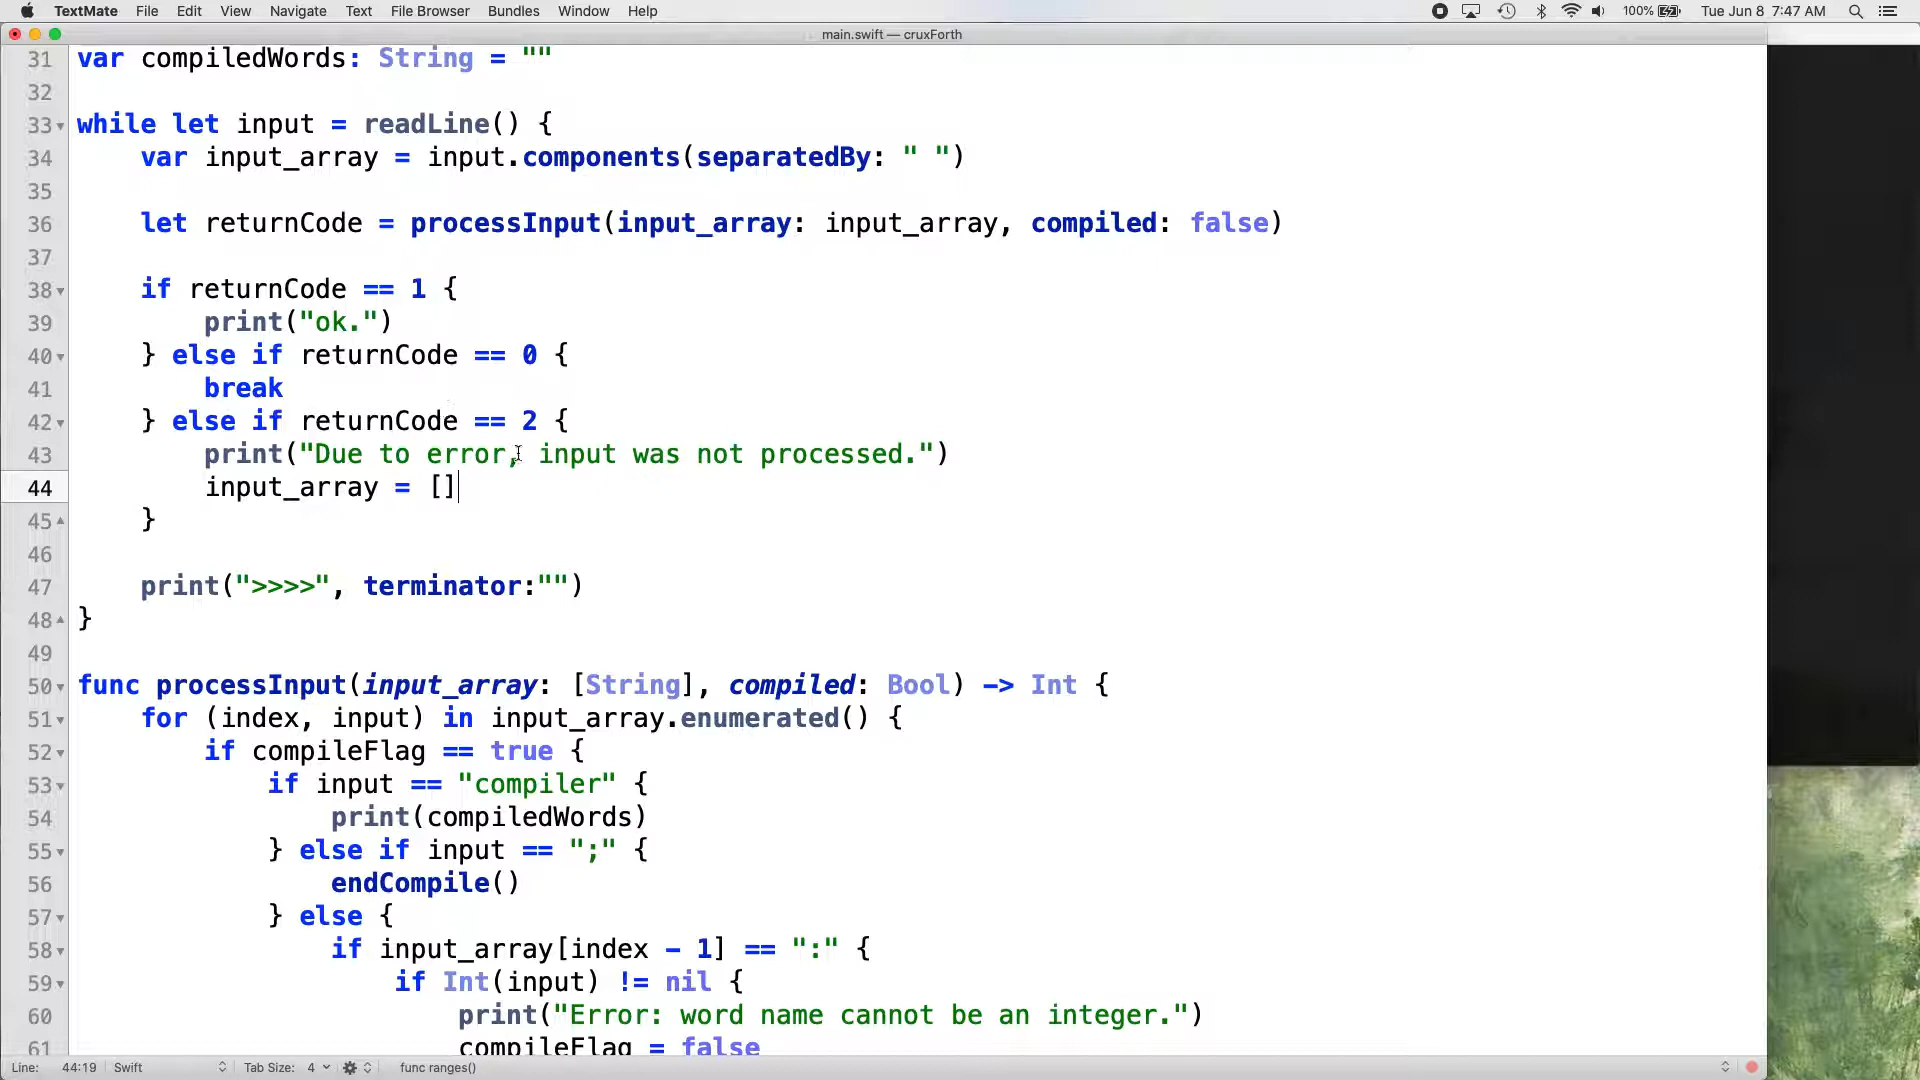 TextMate File Edit View Navigate Text File Browser Bundles Window Help 100% Tue Jun 8 7:47 AM
main.swift — cruxForth
31 var compiledWords: String = ""
32
33 while let input = readLine() {
34 var input_array = input.components(separatedBy: " ")
35
36 let returnCode = processInput(input_array: input_array, compiled: false)
37
38 if returnCode == 1 {
39 print("ok.")
40 } else if returnCode == 0 {
41 break
42 } else if returnCode == 2 {
43 print("Due to error, input was not processed.")
44 input_array = []
45 }
46
47 print(">>>>", terminator:"")
48 }
49
50 func processInput(input_array: [String], compiled: Bool) -> Int {
51 for (index, input) in input_array.enumerated() {
52 if compileFlag == true {
53 if input == "compiler" {
54 print(compiledWords)
55 } else if input == ";" {
56 endCompile()
57 } else {
58 if input_array[index - 1] == ":" {
59 if Int(input) != nil {
60 print("Error: word name cannot be an integer.")
61 compileFlag = false
Line: 44:19 Swift Tab Size: 4 func ranges()